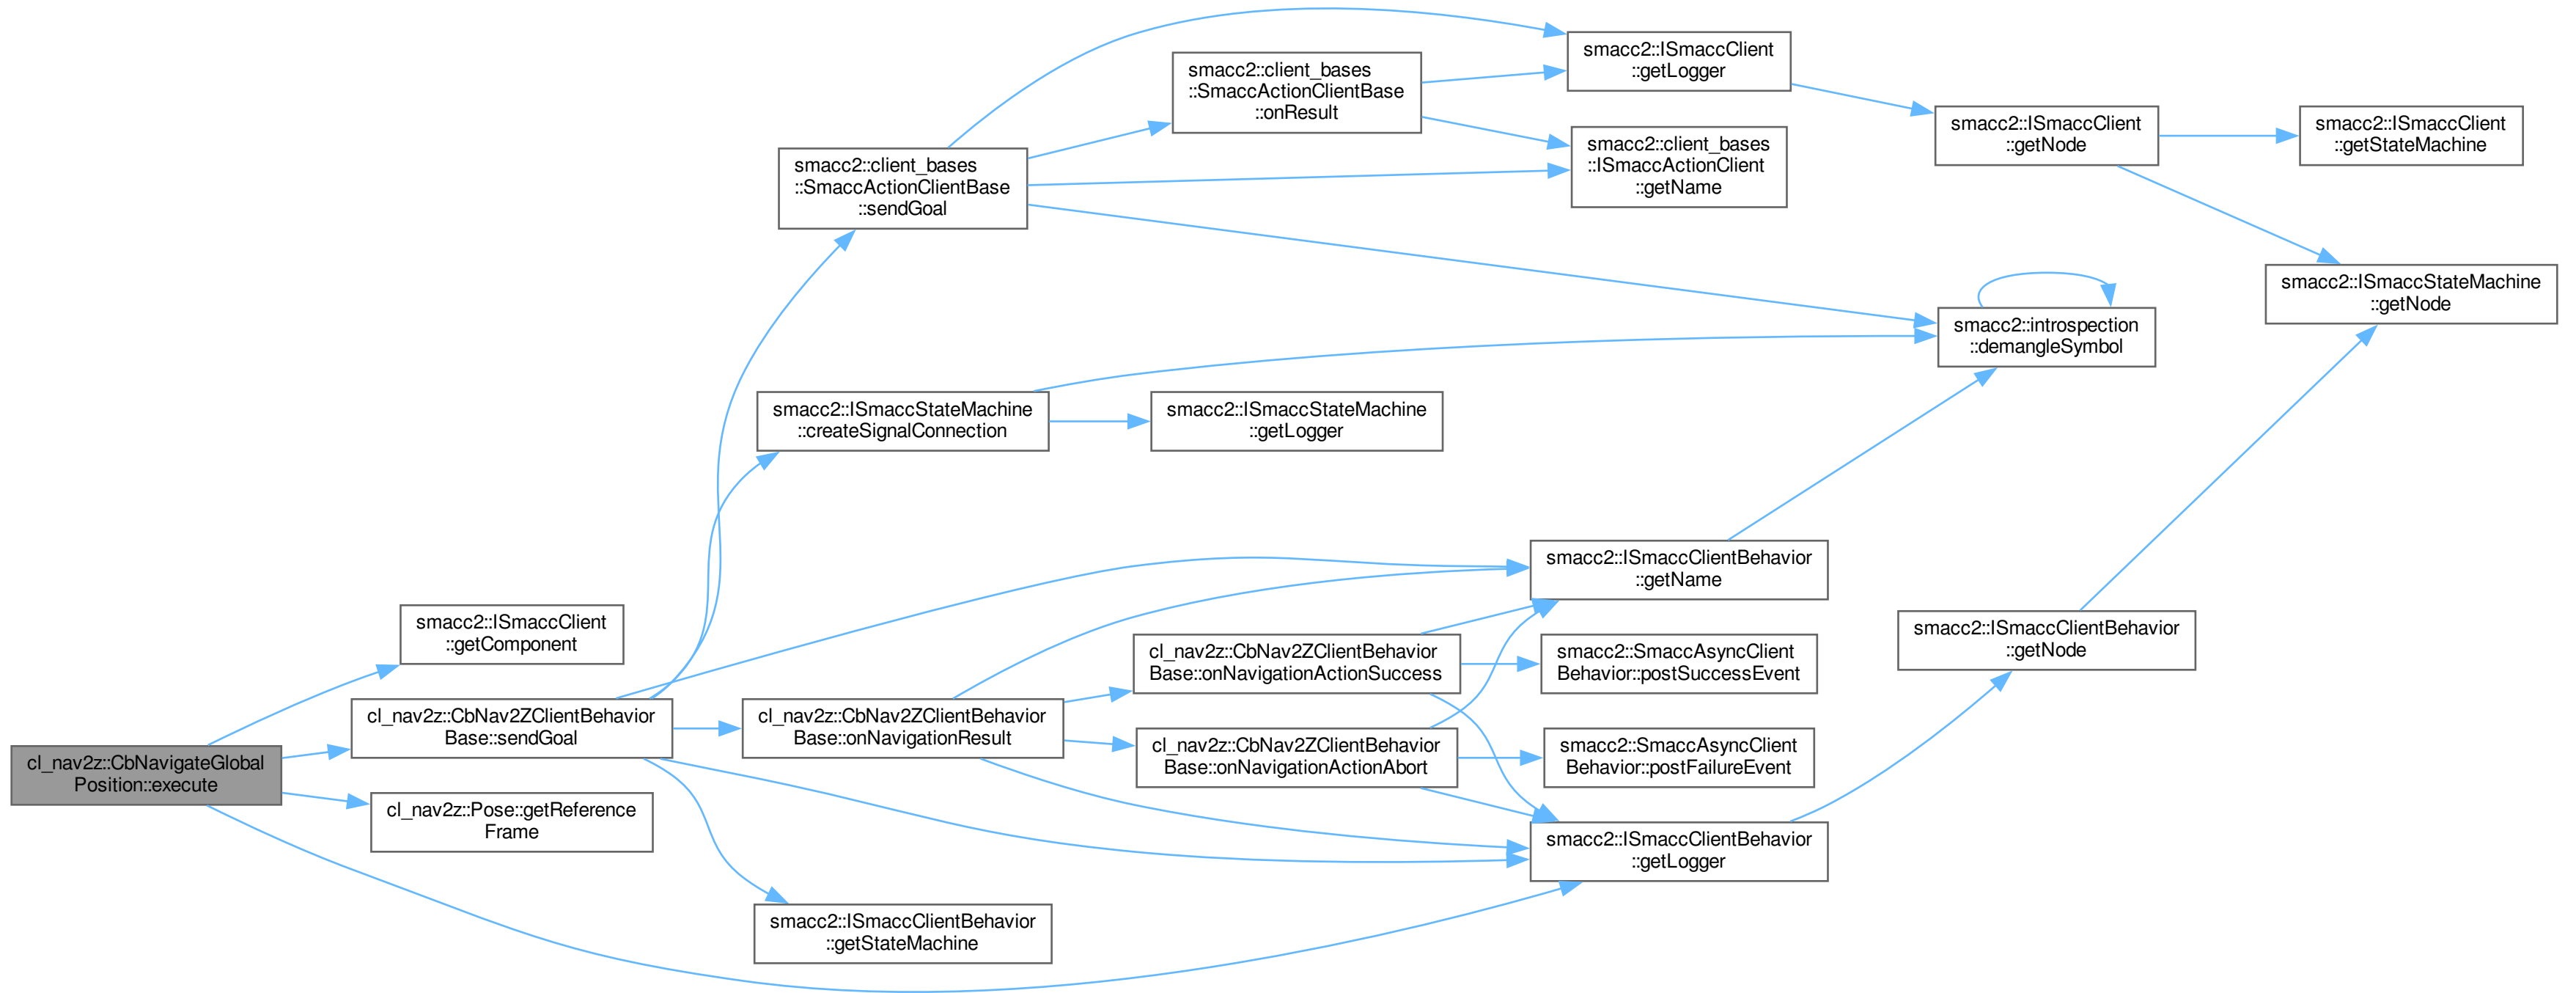 smacc2::ISmaccClient
::getLogger
smacc2::client_bases
::SmaccActionClientBase
::onResult
smacc2::ISmaccClient
::getNode
smacc2::ISmaccClient
::getStateMachine
smacc2::client_bases
::ISmaccActionClient
::getName
smacc2::client_bases
::SmaccActionClientBase
::sendGoal
smacc2::ISmaccStateMachine
::getNode
smacc2::introspection
::demangleSymbol
smacc2::ISmaccStateMachine
::createSignalConnection
smacc2::ISmaccStateMachine
::getLogger
smacc2::ISmaccClientBehavior
::getName
smacc2::ISmaccClient
::getComponent
smacc2::ISmaccClientBehavior
::getNode
cl_nav2z::CbNav2ZClientBehavior
Base::onNavigationActionSuccess
smacc2::SmaccAsyncClient
Behavior::postSuccessEvent
cl_nav2z::CbNav2ZClientBehavior
Base::sendGoal
cl_nav2z::CbNav2ZClientBehavior
Base::onNavigationResult
cl_nav2z::CbNav2ZClientBehavior
Base::onNavigationActionAbort
smacc2::SmaccAsyncClient
Behavior::postFailureEvent
cl_nav2z::CbNavigateGlobal
Position::execute
cl_nav2z::Pose::getReference
Frame
smacc2::ISmaccClientBehavior
::getLogger
smacc2::ISmaccClientBehavior
::getStateMachine